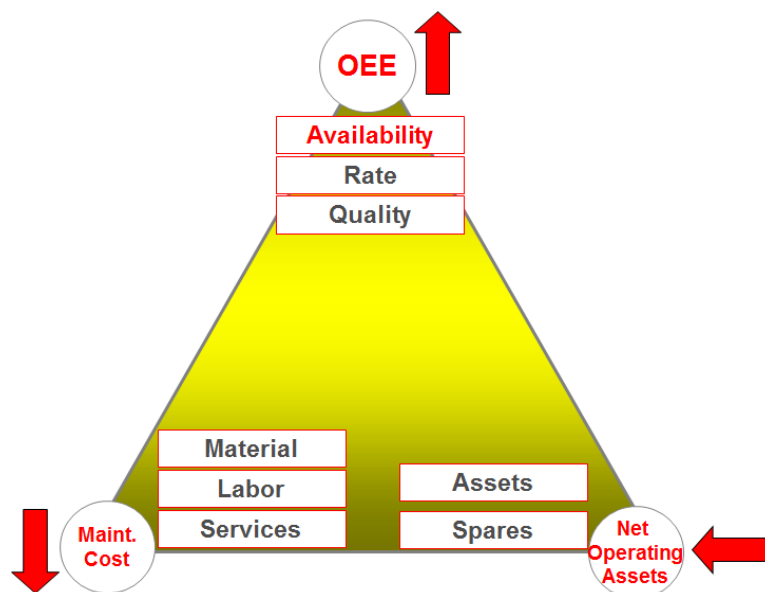 OEE
Availability
Rate
Quality
Material
Labor
Services
Assets
Spares
Maint.
Cost
Net
Operating
Assets